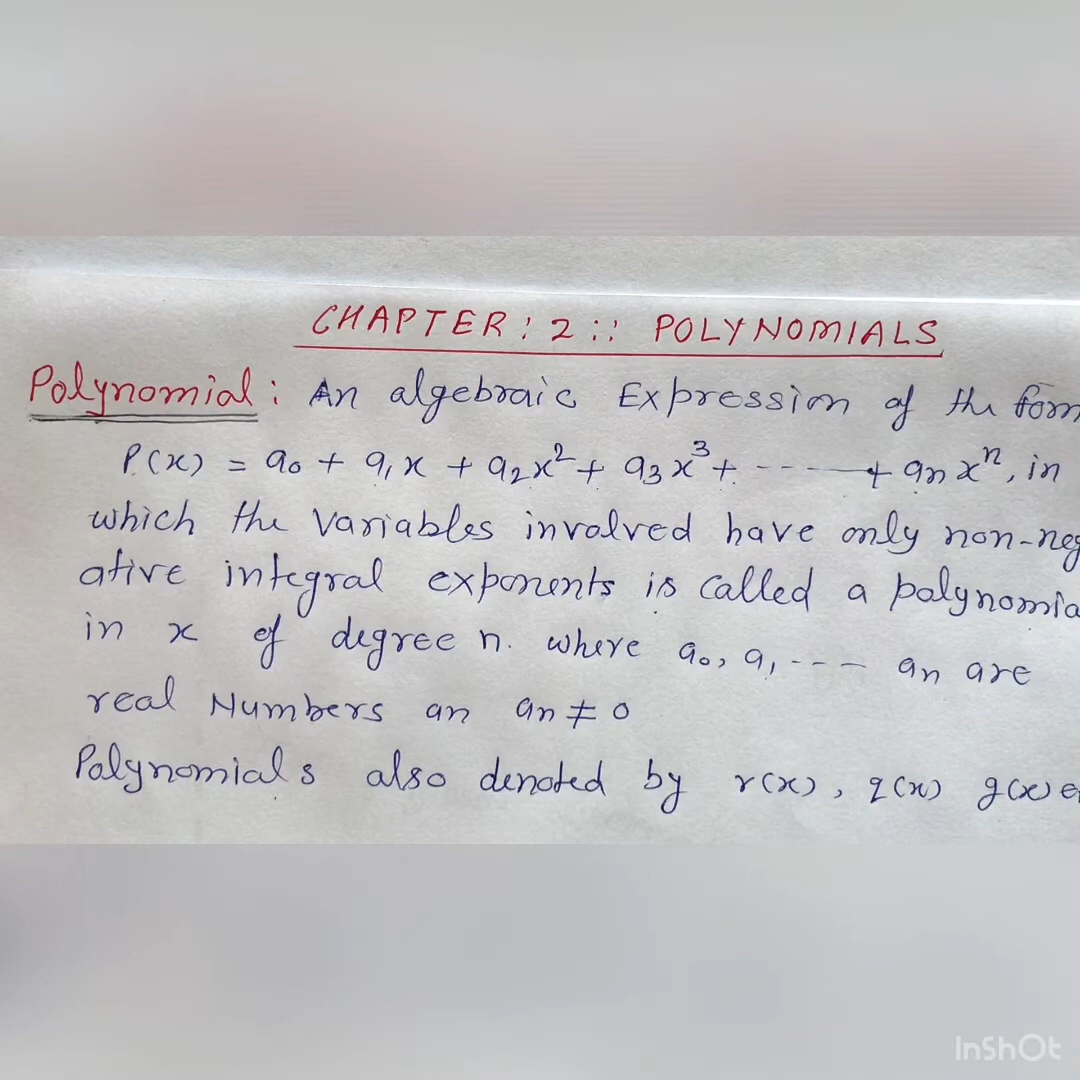 CHAPTER: 2 :: POLYNOMIALS
Polynomial: An algebraic Expression of the form
P(x) = a₀ + a₁x + a₂x² + a₃x³ + - - - - - + aₙxⁿ, in
which the variables involved have only non-neg
ative integral exponents is called a polynomia
in x of degree n. where a₀, a₁ - - - aₙ are
real Numbers an aₙ ≠ 0
Polynomials also denoted by r(x), q(x) g(x) e
InShOt